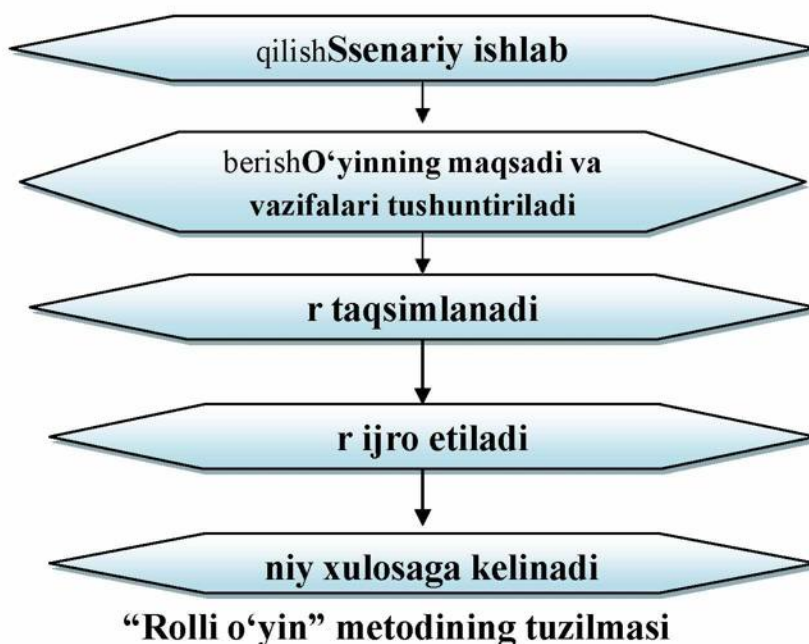 qilishSsenariy ishlab
berishO‘yinning maqsadi va
vazifalari tushuntiriladi
r taqsimlanadi
r ijro etiladi
niy xulosaga kelinadi
“Rolli o‘yin” metodining tuzilmasi